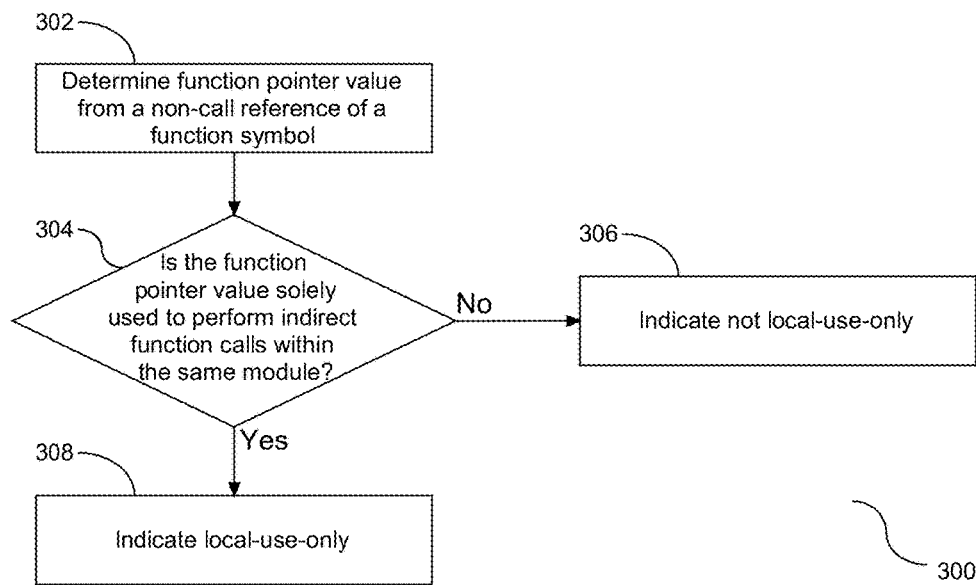 302
Determine function pointer value
from a non-call reference of a
function symbol
304
Is the function
pointer value solely
used to perform indirect
function calls within
the same module?
No
306
Indicate not local-use-only
Yes
308
Indicate local-use-only
300